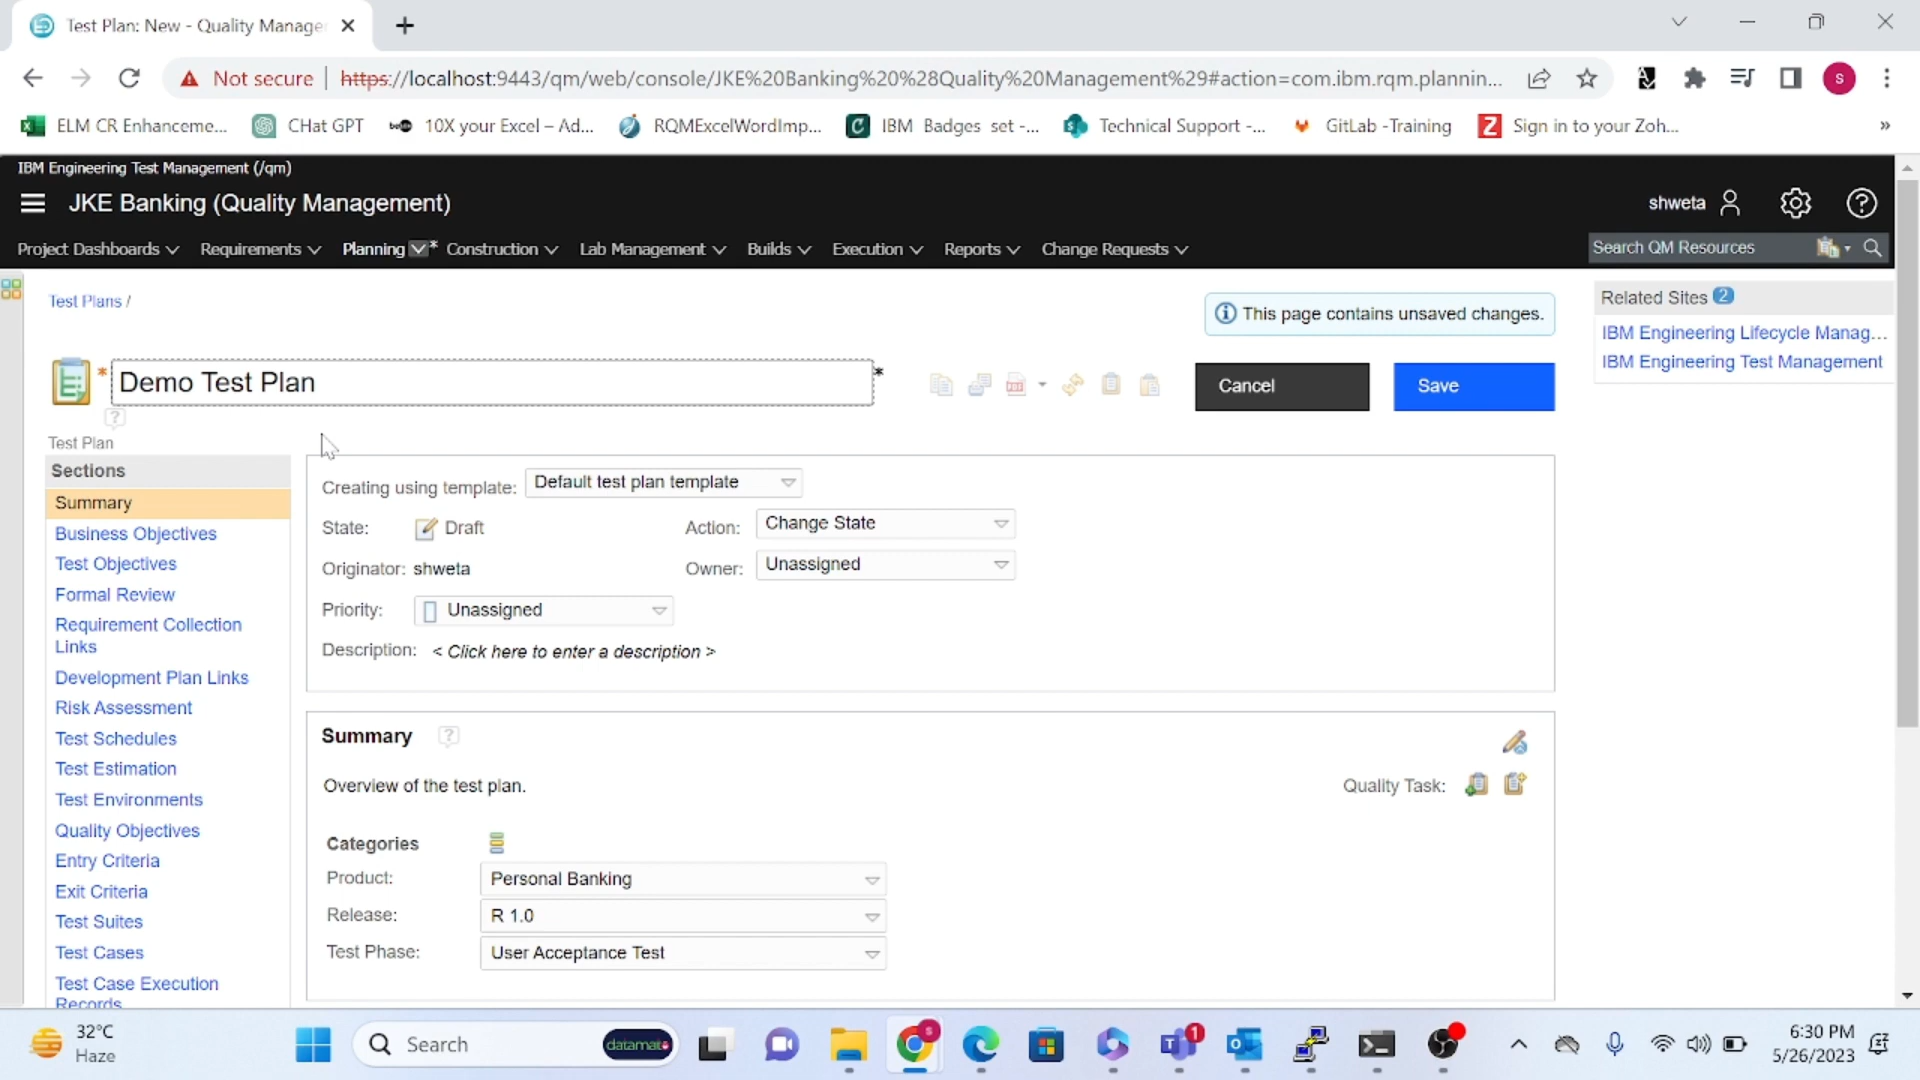 Test Plan: New - Quality Manage
Not secure | https://localhost:9443/qm/web/console/JKE%20Banking%20%28Quality%20Management%29#action=com.ibm.rqm.plannin...
s
ELM CR Enhanceme...
CHat GPT
10X your Excel – Ad...
RQMExcelWordImp...
IBM Badges set -...
Technical Support -...
GitLab -Training
Sign in to your Zoh...
»
IBM Engineering Test Management (/qm)
JKE Banking (Quality Management)
shweta
Project Dashboards
Requirements
Planning *
Construction
Lab Management
Builds
Execution
Reports
Change Requests
Search QM Resources
Test Plans /
This page contains unsaved changes.
Related Sites 2
IBM Engineering Lifecycle Manag...
IBM Engineering Test Management
* Demo Test Plan *
Cancel
Save
?
Test Plan
Sections
Summary
Business Objectives
Test Objectives
Formal Review
Requirement Collection
Links
Development Plan Links
Risk Assessment
Test Schedules
Test Estimation
Test Environments
Quality Objectives
Entry Criteria
Exit Criteria
Test Suites
Test Cases
Test Case Execution
Records
Creating using template: Default test plan template
State: Draft
Action: Change State
Originator: shweta
Owner: Unassigned
Priority: Unassigned
Description: < Click here to enter a description >
Summary ?
Overview of the test plan.
Quality Task:
Categories
Product: Personal Banking
Release: R 1.0
Test Phase: User Acceptance Test
32°C
Haze
Search
datamato
s
1
6:30 PM
5/26/2023